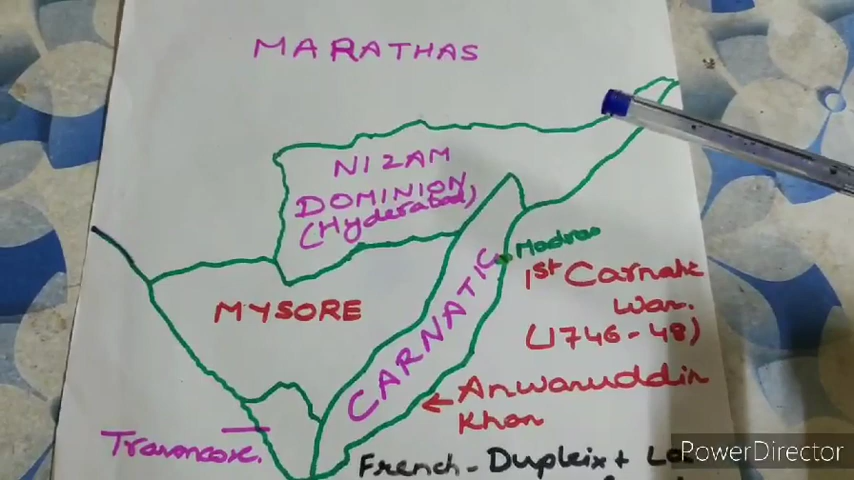 MARATHAS
NIZAM
DOMINION
(Hyderabad)
Madras
1st Carnatic
War.
(1746-48)
MYSORE
CARNATIC
Anwaruddin
Khan
Travancore.
French - Dupleix +
PowerDirector